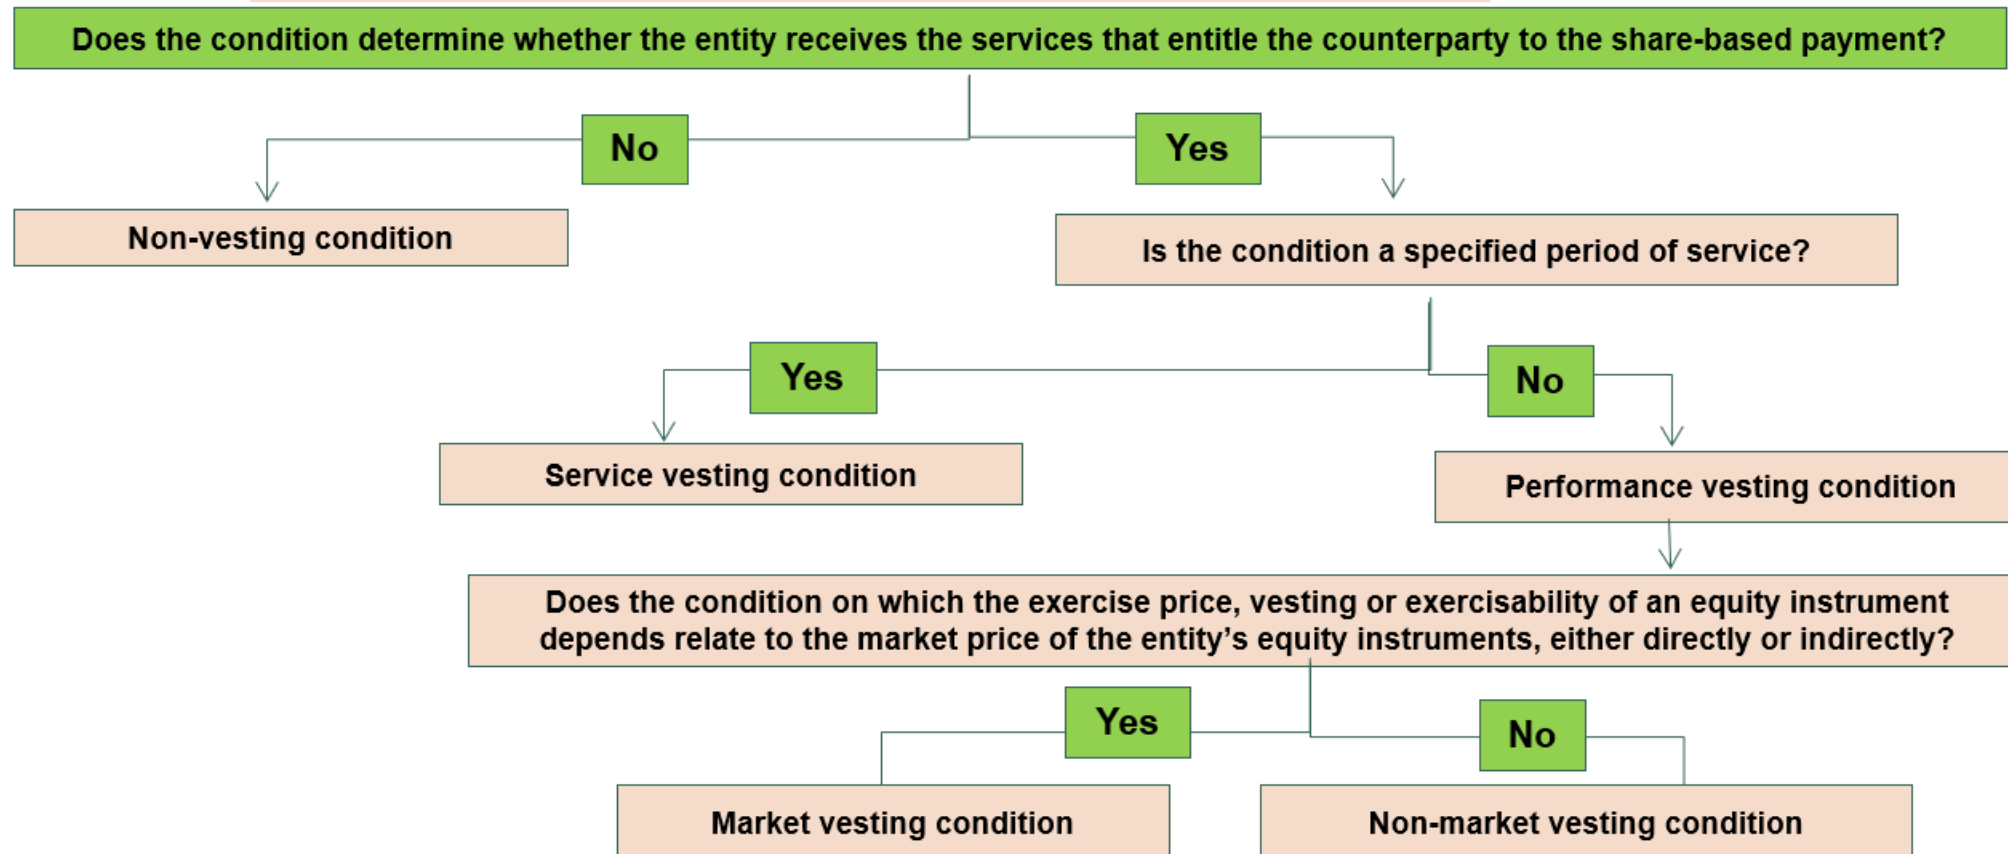 Does the condition determine whether the entity receives the services that entitle the counterparty to the share-based payment?
No
Yes
Non-vesting condition
Is the condition a specified period of service?
Yes
No
Service vesting condition
Performance vesting condition
Does the condition on which the exercise price, vesting or exercisability of an equity instrument
depends relate to the market price of the entity’s equity instruments, either directly or indirectly?
Yes
No
Market vesting condition
Non-market vesting condition